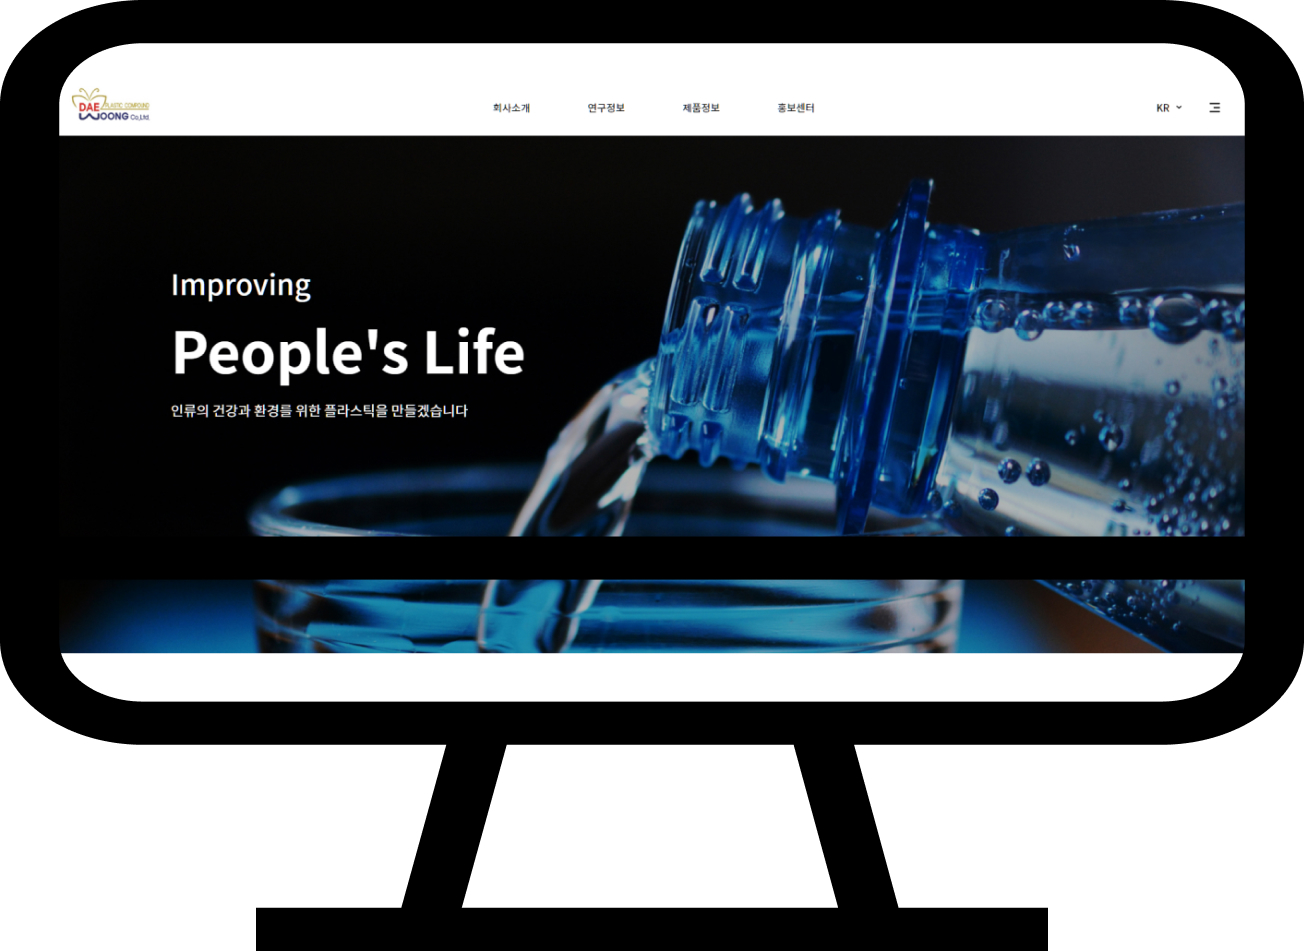 DAE PLASTIC COMPOUND
WOONG Co,Ltd
회사소개 연구정보 제품정보 홍보센터 KR
Improving
People's Life
인류의 건강과 환경를 위한 플라스틱을 만들겠습니다